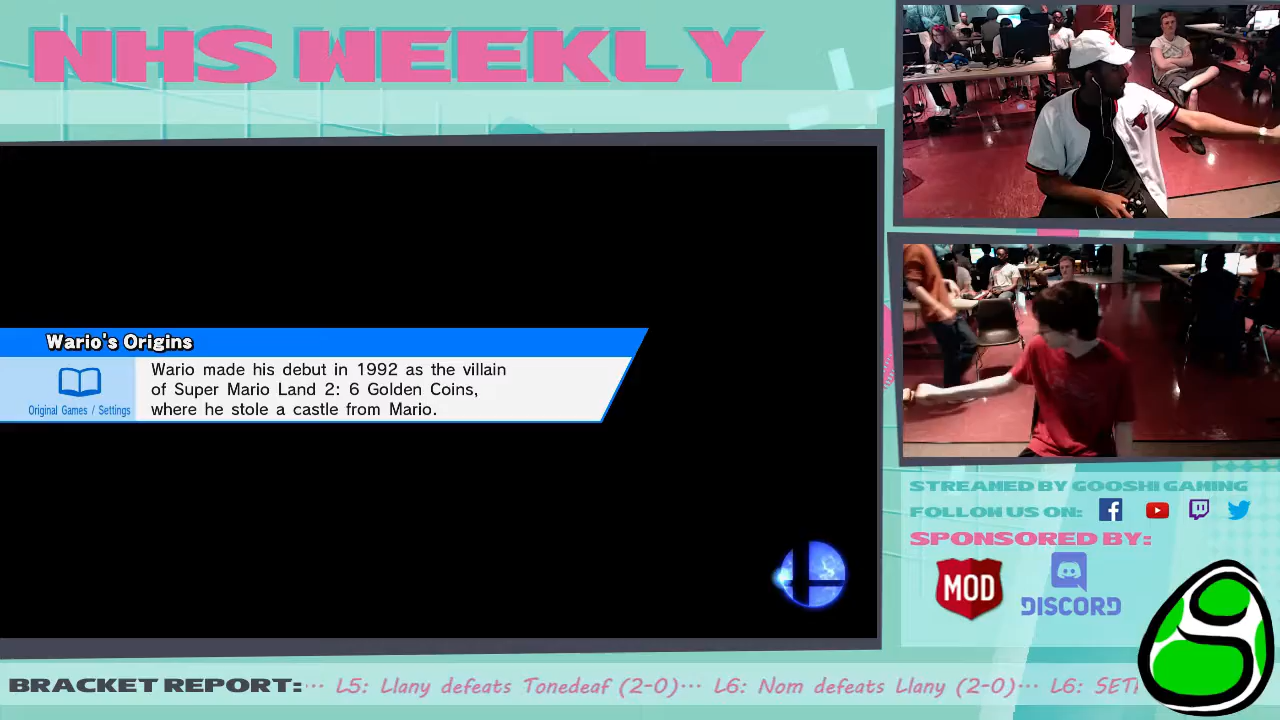 NHS WEEKLY
Wario's Origins
Original Games / Settings
Wario made his debut in 1992 as the villain
of Super Mario Land 2: 6 Golden Coins,
where he stole a castle from Mario.
STREAMED BY GOOSHI GAMING
FOLLOW US ON:
SPONSORED BY:
MOD
DISCORD
BRACKET REPORT: ... L5: Llany defeats Tonedeaf (2-0)... L6: Nom defeats Llany (2-0)... L6: